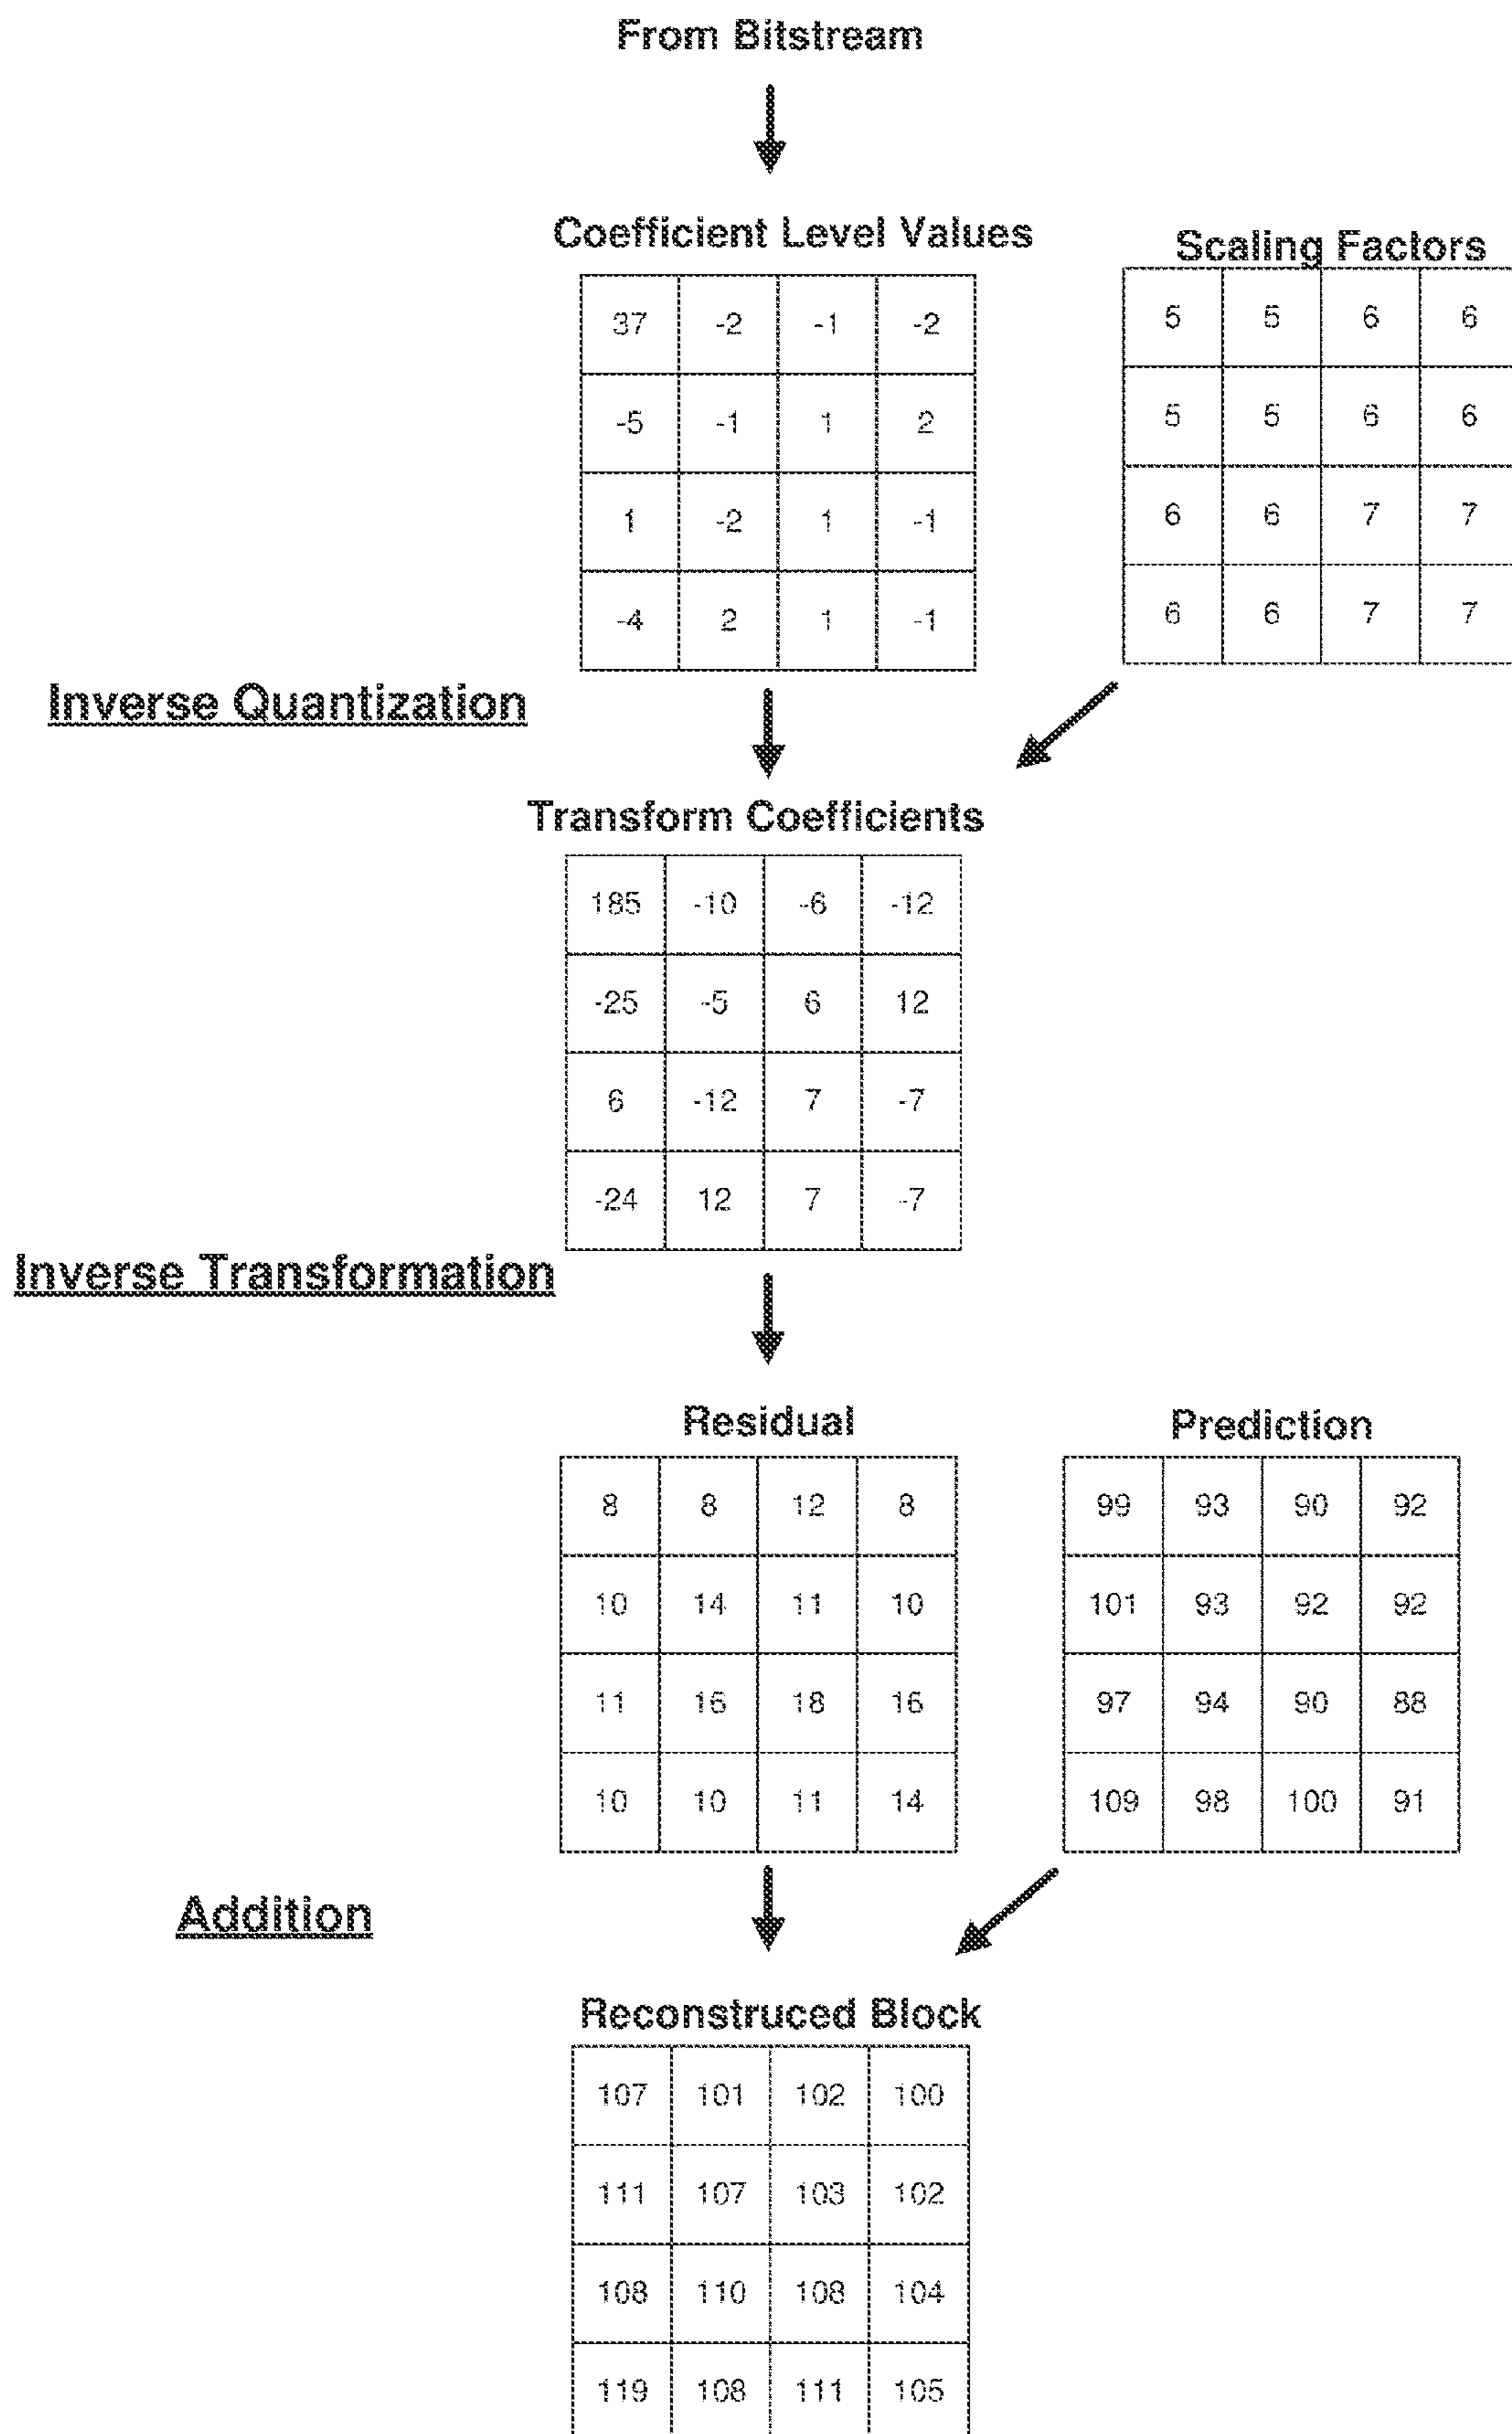 From Bitstream
Coefficient Level Values
Scaling Factors
37 -2 -1 -2
-5 -1 1 2
1 -2 1 -1
-4 2 1 -1
5 5 6 6
5 5 6 6
6 6 7 7
6 6 7 7
Inverse Quantization
Transform Coefficients
185 -10 -6 -12
-25 -5 6 12
6 -12 7 -7
-24 12 7 -7
Inverse Transformation
Residual
Prediction
8 8 12 8
10 14 11 10
11 16 18 16
10 10 11 14
99 93 90 92
101 93 92 92
97 94 90 88
109 98 100 91
Addition
Reconstruced Block
107 101 102 100
111 107 103 102
108 110 108 104
119 108 111 105